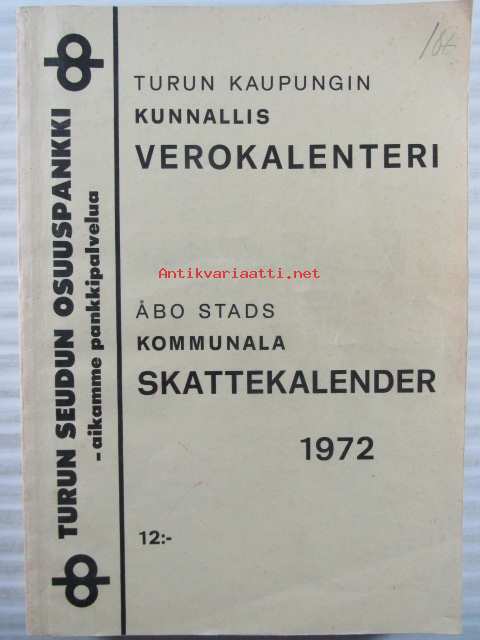 TURUN KAUPUNGIN
KUNNALLIS
VEROKALENTERI
Antikvariaatti.net
ÅBO STADS
KOMMUNALA
SKATTEKALENDER
1972
12:-
TURUN SEUDUN OSUUSPANKKI
-aikamme pankkipalvelua